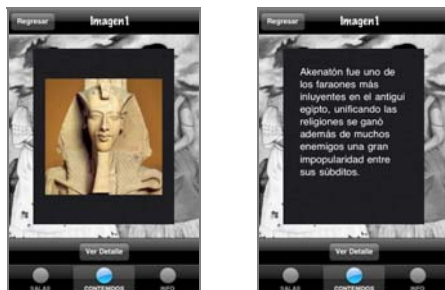 Regresar
Imagen1
Ver Detalle
SALAS
CONTENIDOS
INFO
Regresar
Imagen1
Akenatón fue uno de
los faraones más
inluyentes en el antigui
egipto, unificando las
religiones se ganó
además de muchos
enemigos una gran
impopularidad entre
sus súbditos.
Ver Detalle
SALAS
CONTENIDOS
INFO